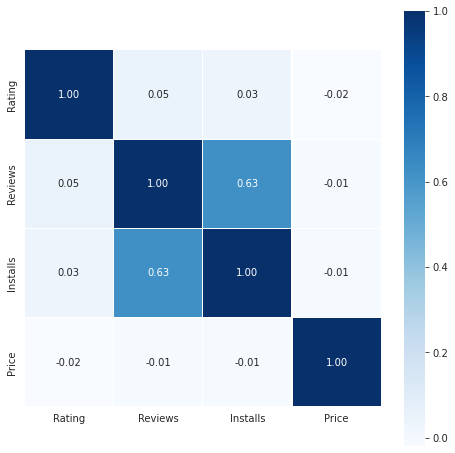 1.0
Rating 1.00 0.05 0.03 -0.02
0.8
Reviews 0.05 1.00 0.63 -0.01
0.6
0.4
Installs 0.03 0.63 1.00 -0.01
0.2
Price -0.02 -0.01 -0.01 1.00
Rating Reviews Installs Price
0.0